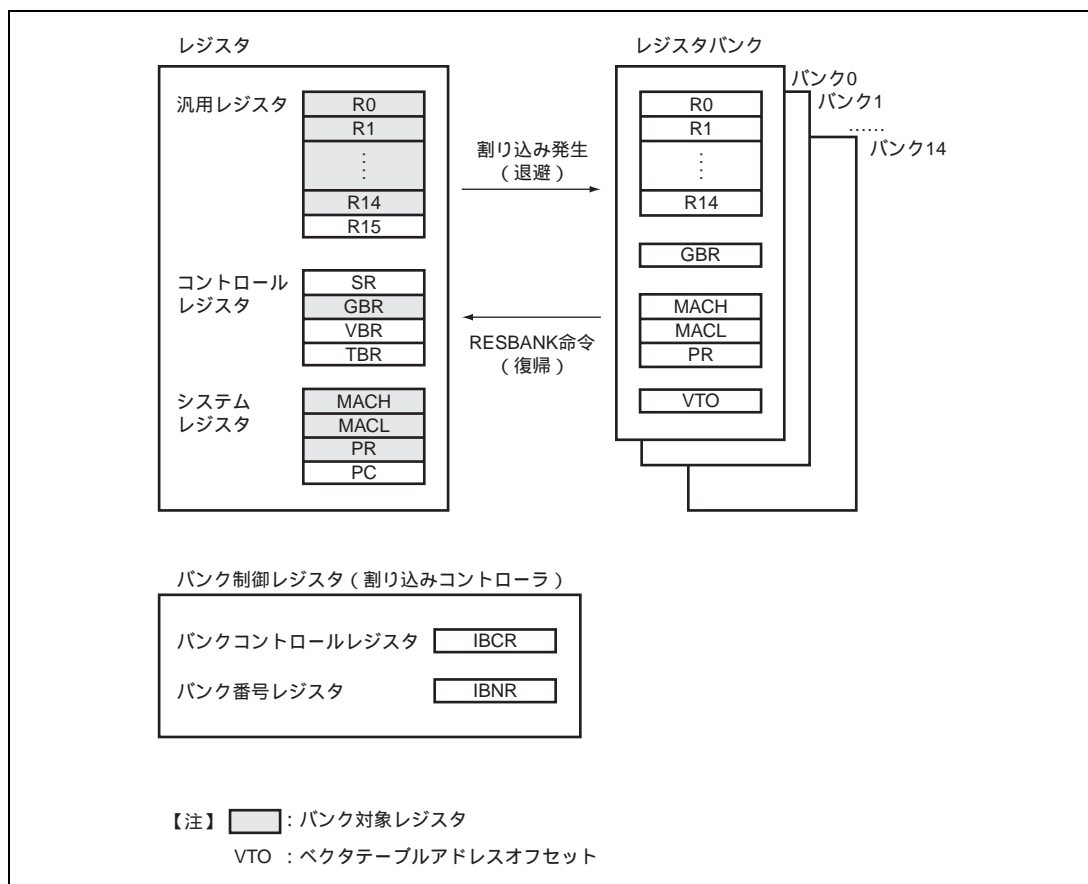 レジスタ
汎用レジスタ
R0
R1
:
:
R14
R15
コントロール
レジスタ
SR
GBR
VBR
TBR
システム
レジスタ
MACH
MACL
PR
PC
割り込み発生
(退避)
RESBANK命令
(復帰)
レジスタバンク
バンク0
バンク1
......
バンク14
R0
R1
:
:
R14
GBR
MACH
MACL
PR
VTO
バンク制御レジスタ(割り込みコントローラ)
バンクコントロールレジスタ IBCR
バンク番号レジスタ IBNR
【注】 :バンク対象レジスタ
VTO :ベクタテーブルアドレスオフセット